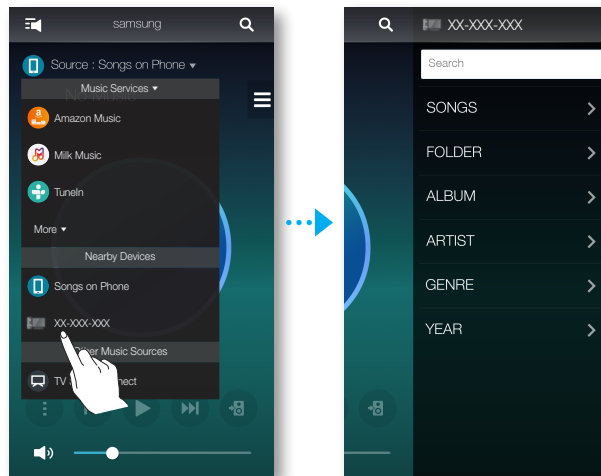 samsung
Source : Songs on Phone
Music Services
Amazon Music
Milk Music
TuneIn
More
Nearby Devices
Songs on Phone
XX-XXX-XXX
Other Music Sources
TV
XX-XXX-XXX
Search
SONGS
FOLDER
ALBUM
ARTIST
GENRE
YEAR